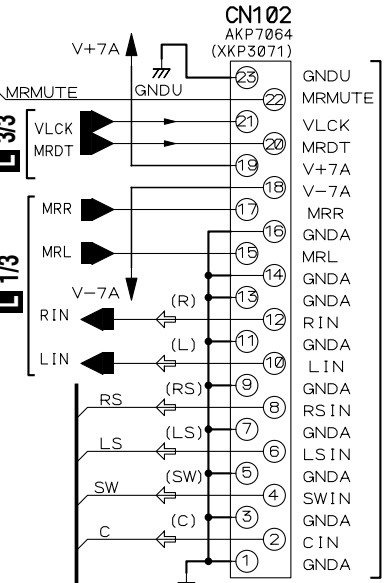 CN102
AKP7064
(XKP3071)
V+7A
GNDU
23 GNDU
MRMUTE 22 MRMUTE
L 3/3
VLCK 21 VLCK
MRDT 20 MRDT
19 V+7A
18 V-7A
L 1/3
MRR 17 MRR
16 GNDA
MRL 15 MRL
14 GNDA
V-7A
13 GNDA
RIN (R) 12 RIN
11 GNDA
LIN (L) 10 LIN
9 GNDA
RS (RS) 8 RSIN
7 GNDA
LS (LS) 6 LSIN
5 GNDA
SW (SW) 4 SWIN
3 GNDA
C (C) 2 CIN
1 GNDA